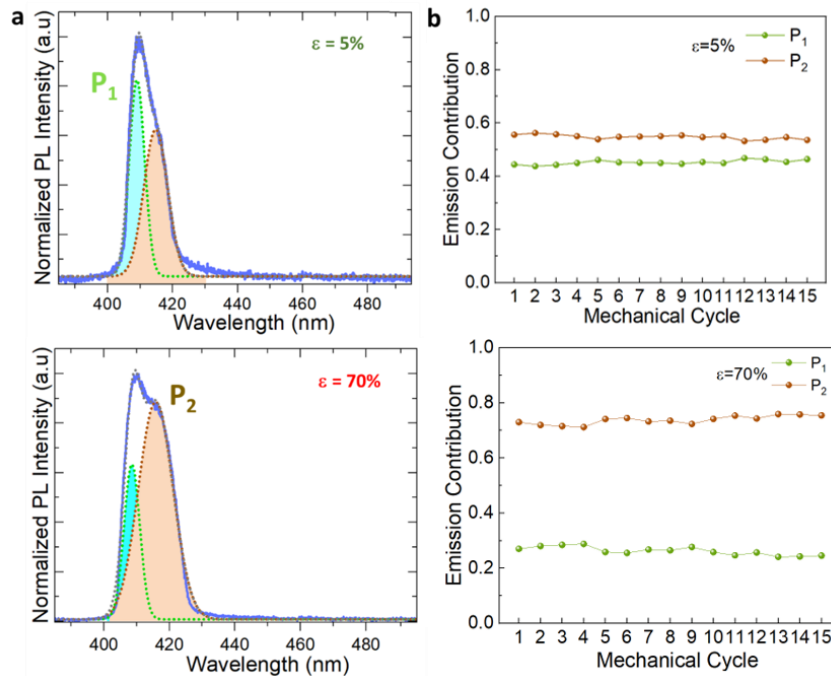 a
ε = 5%
P1
Normalized PL Intensity (a.u)
400 420 440 460 480
Wavelength (nm)
b
P1
P2
ε=5%
Emission Contribution
1.0
0.8
0.6
0.4
0.2
0.0
1 2 3 4 5 6 7 8 9 10 11 12 13 14 15
Mechanical Cycle
ε = 70%
P2
Normalized PL Intensity (a.u)
400 420 440 460 480
Wavelength (nm)
P1
P2
ε=70%
Emission Contribution
1.0
0.8
0.6
0.4
0.2
0.0
1 2 3 4 5 6 7 8 9 10 11 12 13 14 15
Mechanical Cycle